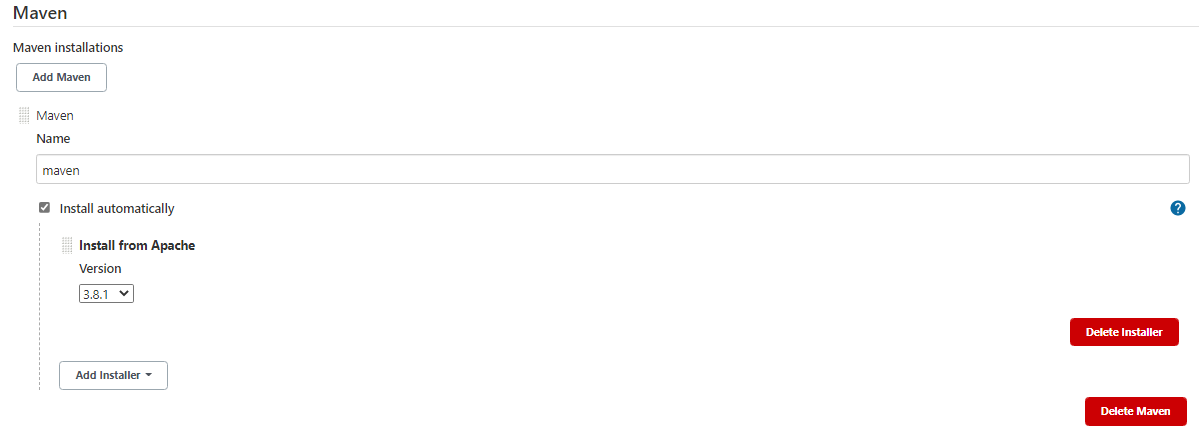 Maven
Maven installations
Add Maven
Maven
Name
maven
Install automatically
?
Install from Apache
Version
3.8.1
Delete Installer
Add Installer
Delete Maven